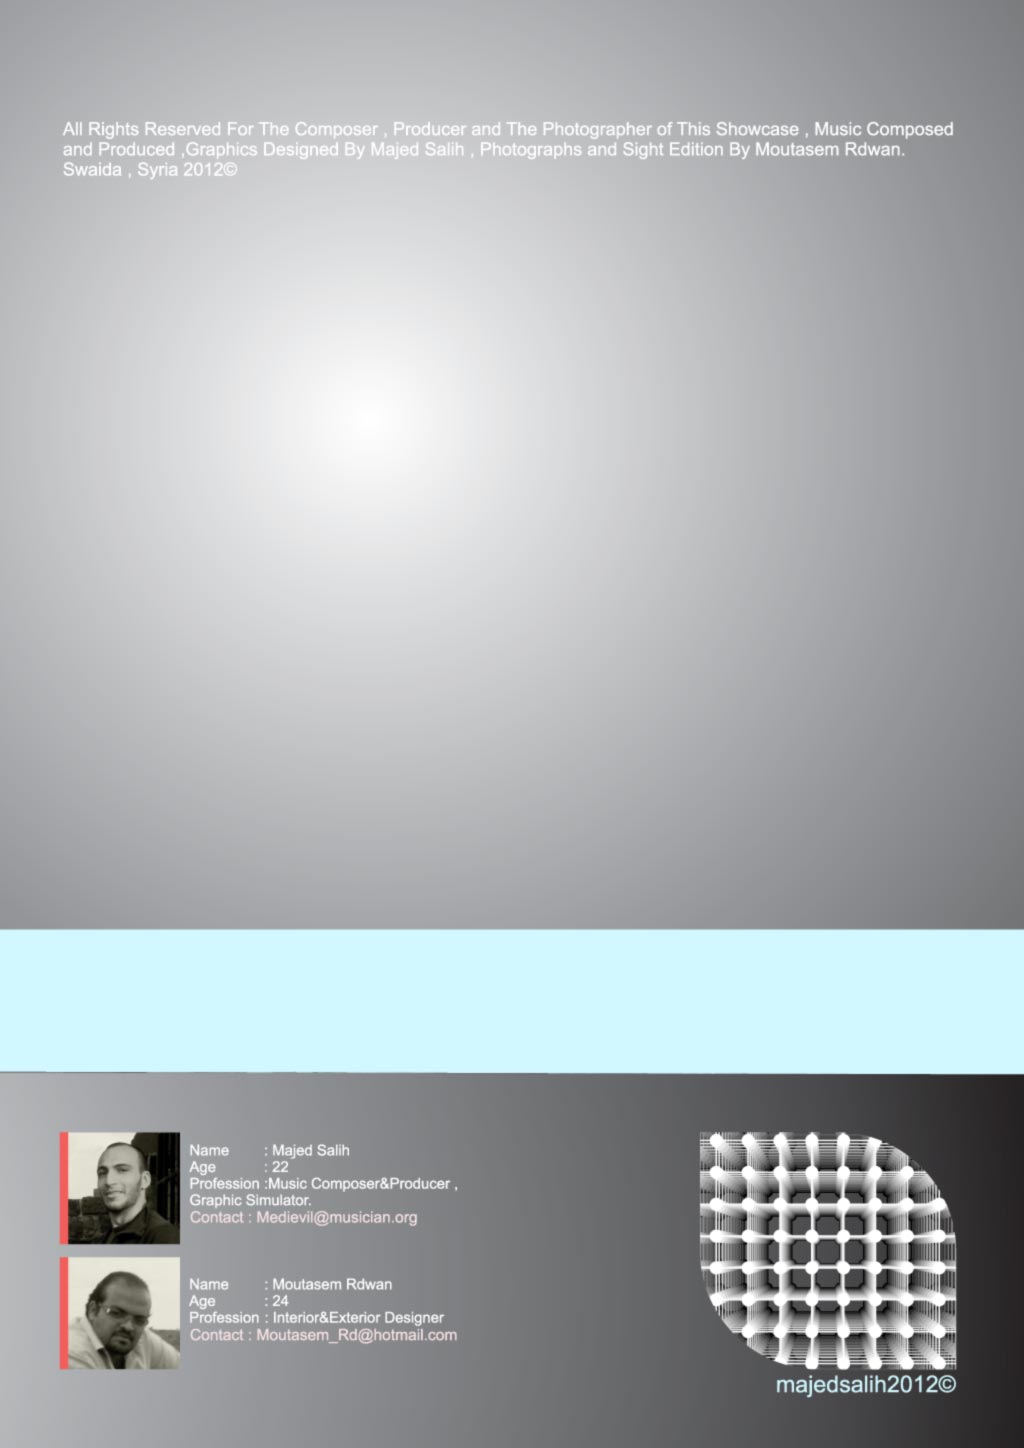 All Rights Reserved For The Composer , Producer and The Photographer of This Showcase , Music Composed
and Produced ,Graphics Designed By Majed Salih , Photographs and Sight Edition By Moutasem Rdwan.
Swaida , Syria 2012©
Name : Majed Salih
Age : 22
Profession :Music Composer&Producer ,
Graphic Simulator.
Contact : Medievil@musician.org
Name : Moutasem Rdwan
Age : 24
Profession : Interior&Exterior Designer
Contact : Moutasem_Rd@hotmail.com
majedsalih2012©